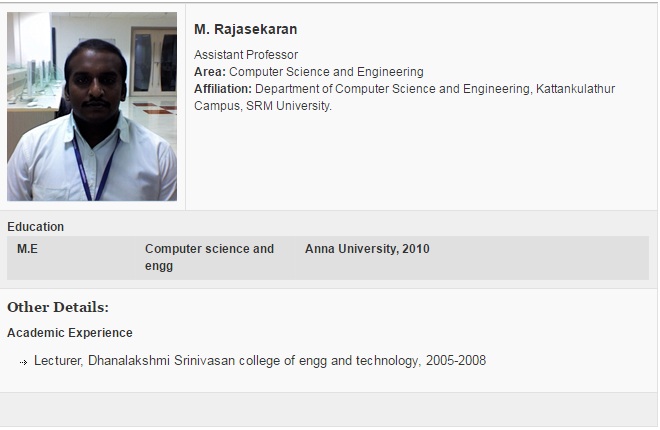 M. Rajasekaran
Assistant Professor
Area: Computer Science and Engineering
Affiliation: Department of Computer Science and Engineering, Kattankulathur
Campus, SRM University.
Education
M.E Computer science and Anna University, 2010
engg
Other Details:
Academic Experience
Lecturer, Dhanalakshmi Srinivasan college of engg and technology, 2005-2008